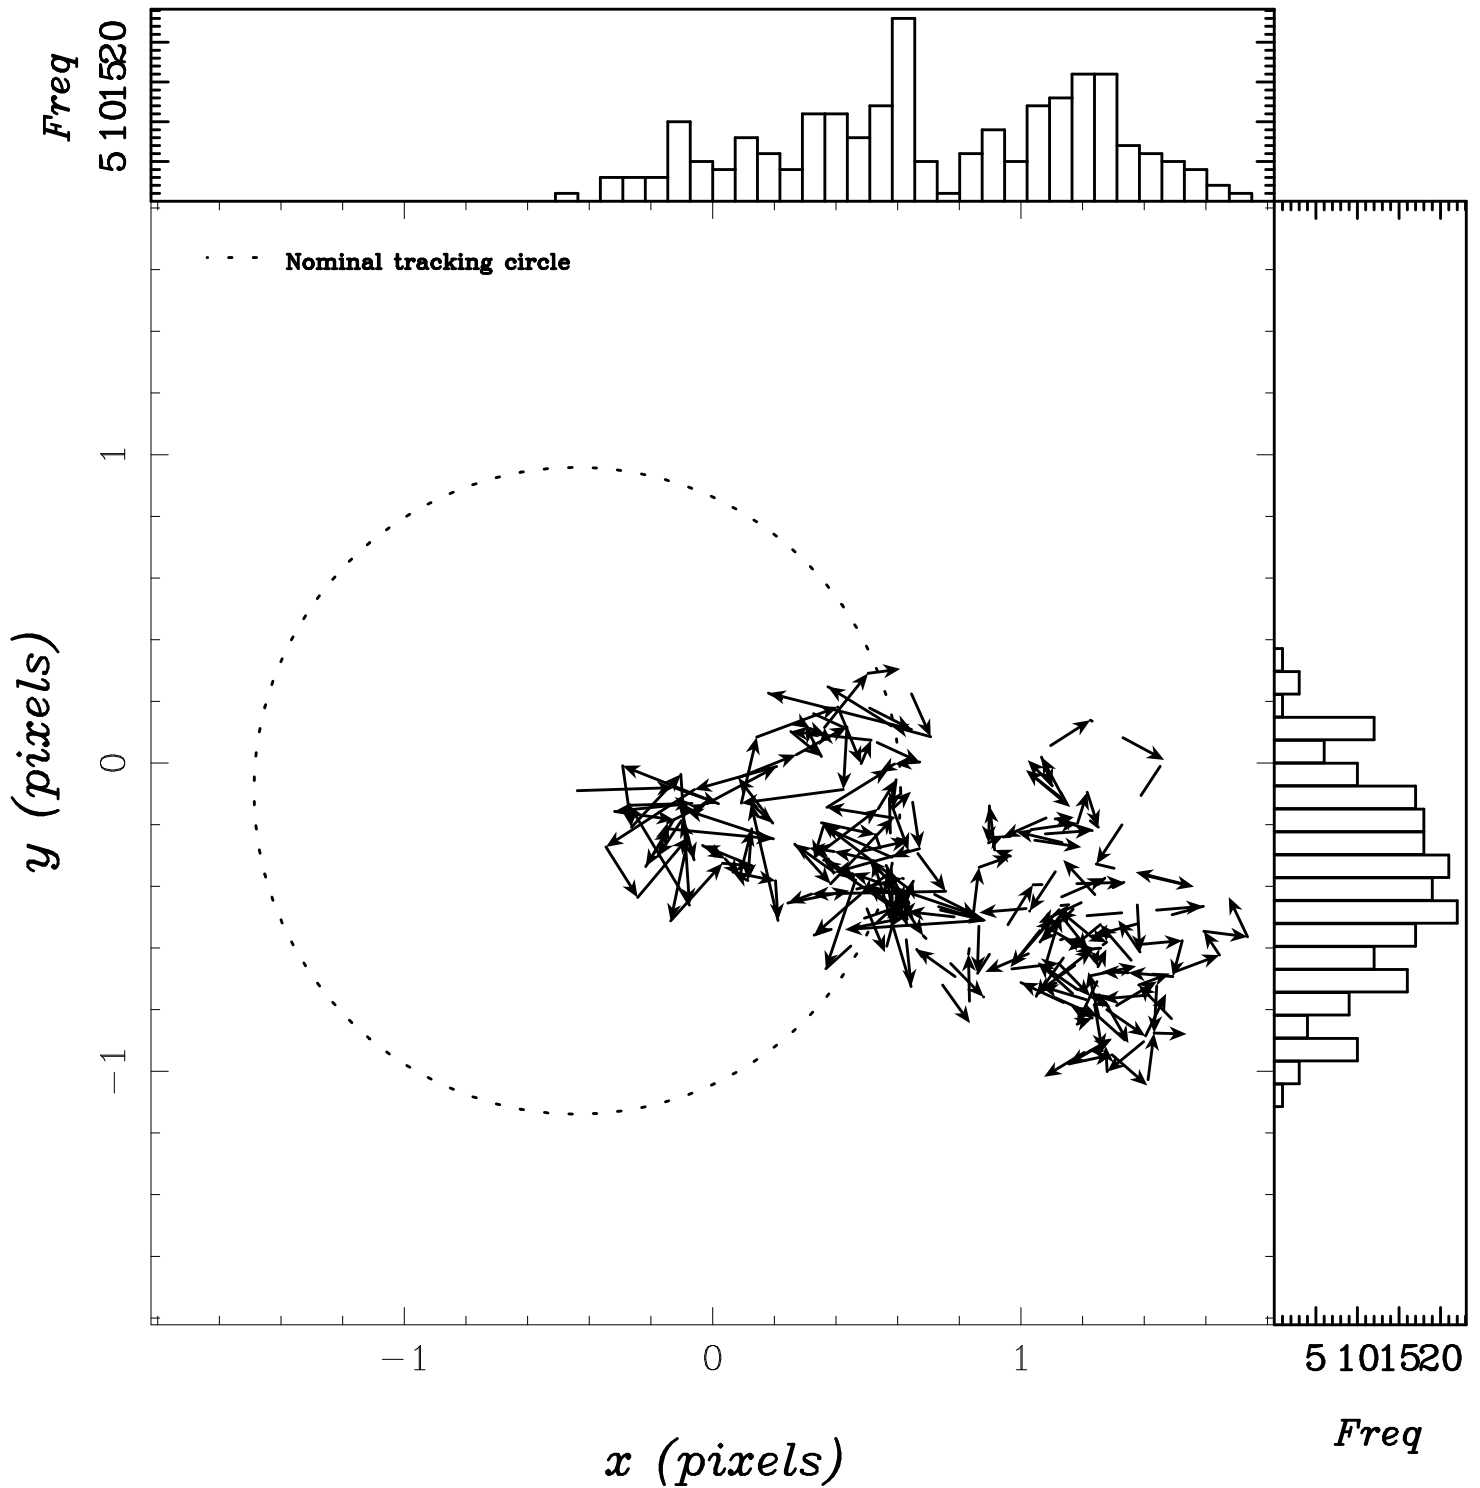 Freq
5 10 15 20
Nominal tracking circle
y (pixels)
1
0
−1
−1 0 1
5 10 15 20
x (pixels)
Freq